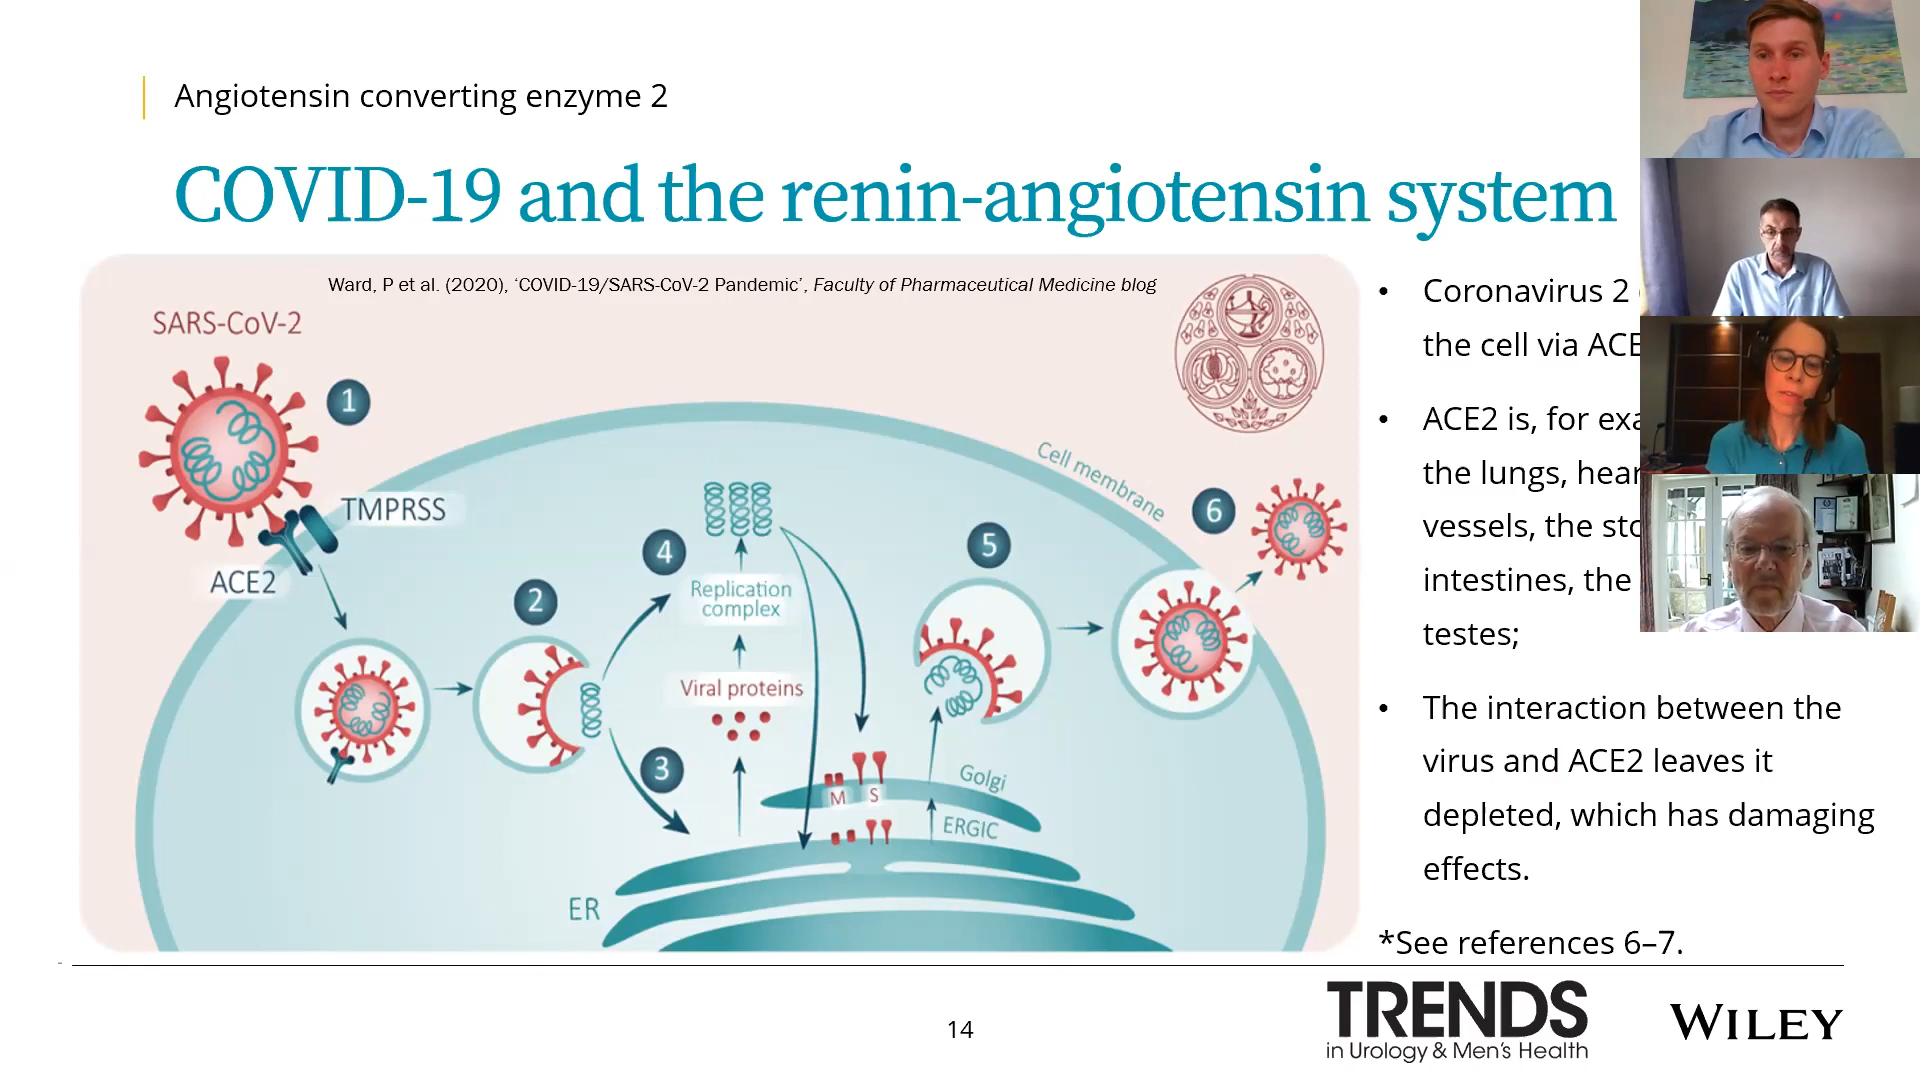 Angiotensin converting enzyme 2
COVID-19 and the renin-angiotensin system
Ward, P et al. (2020), ‘COVID-19/SARS-CoV-2 Pandemic’, Faculty of Pharmaceutical Medicine blog
SARS-CoV-2
1
TMPRSS
ACE2
2
4
Replication
complex
Viral proteins
3
Cell membrane
5
6
M S
Golgi
ERGIC
ER
• Coronavirus 2
the cell via ACE
• ACE2 is, for
the lungs,
vessels, the
intestines, the
testes;
• The interaction between the
virus and ACE2 leaves it
depleted, which has damaging
effects.
*See references 6–7.
14
TRENDS
in Urology & Men's Health
WILEY